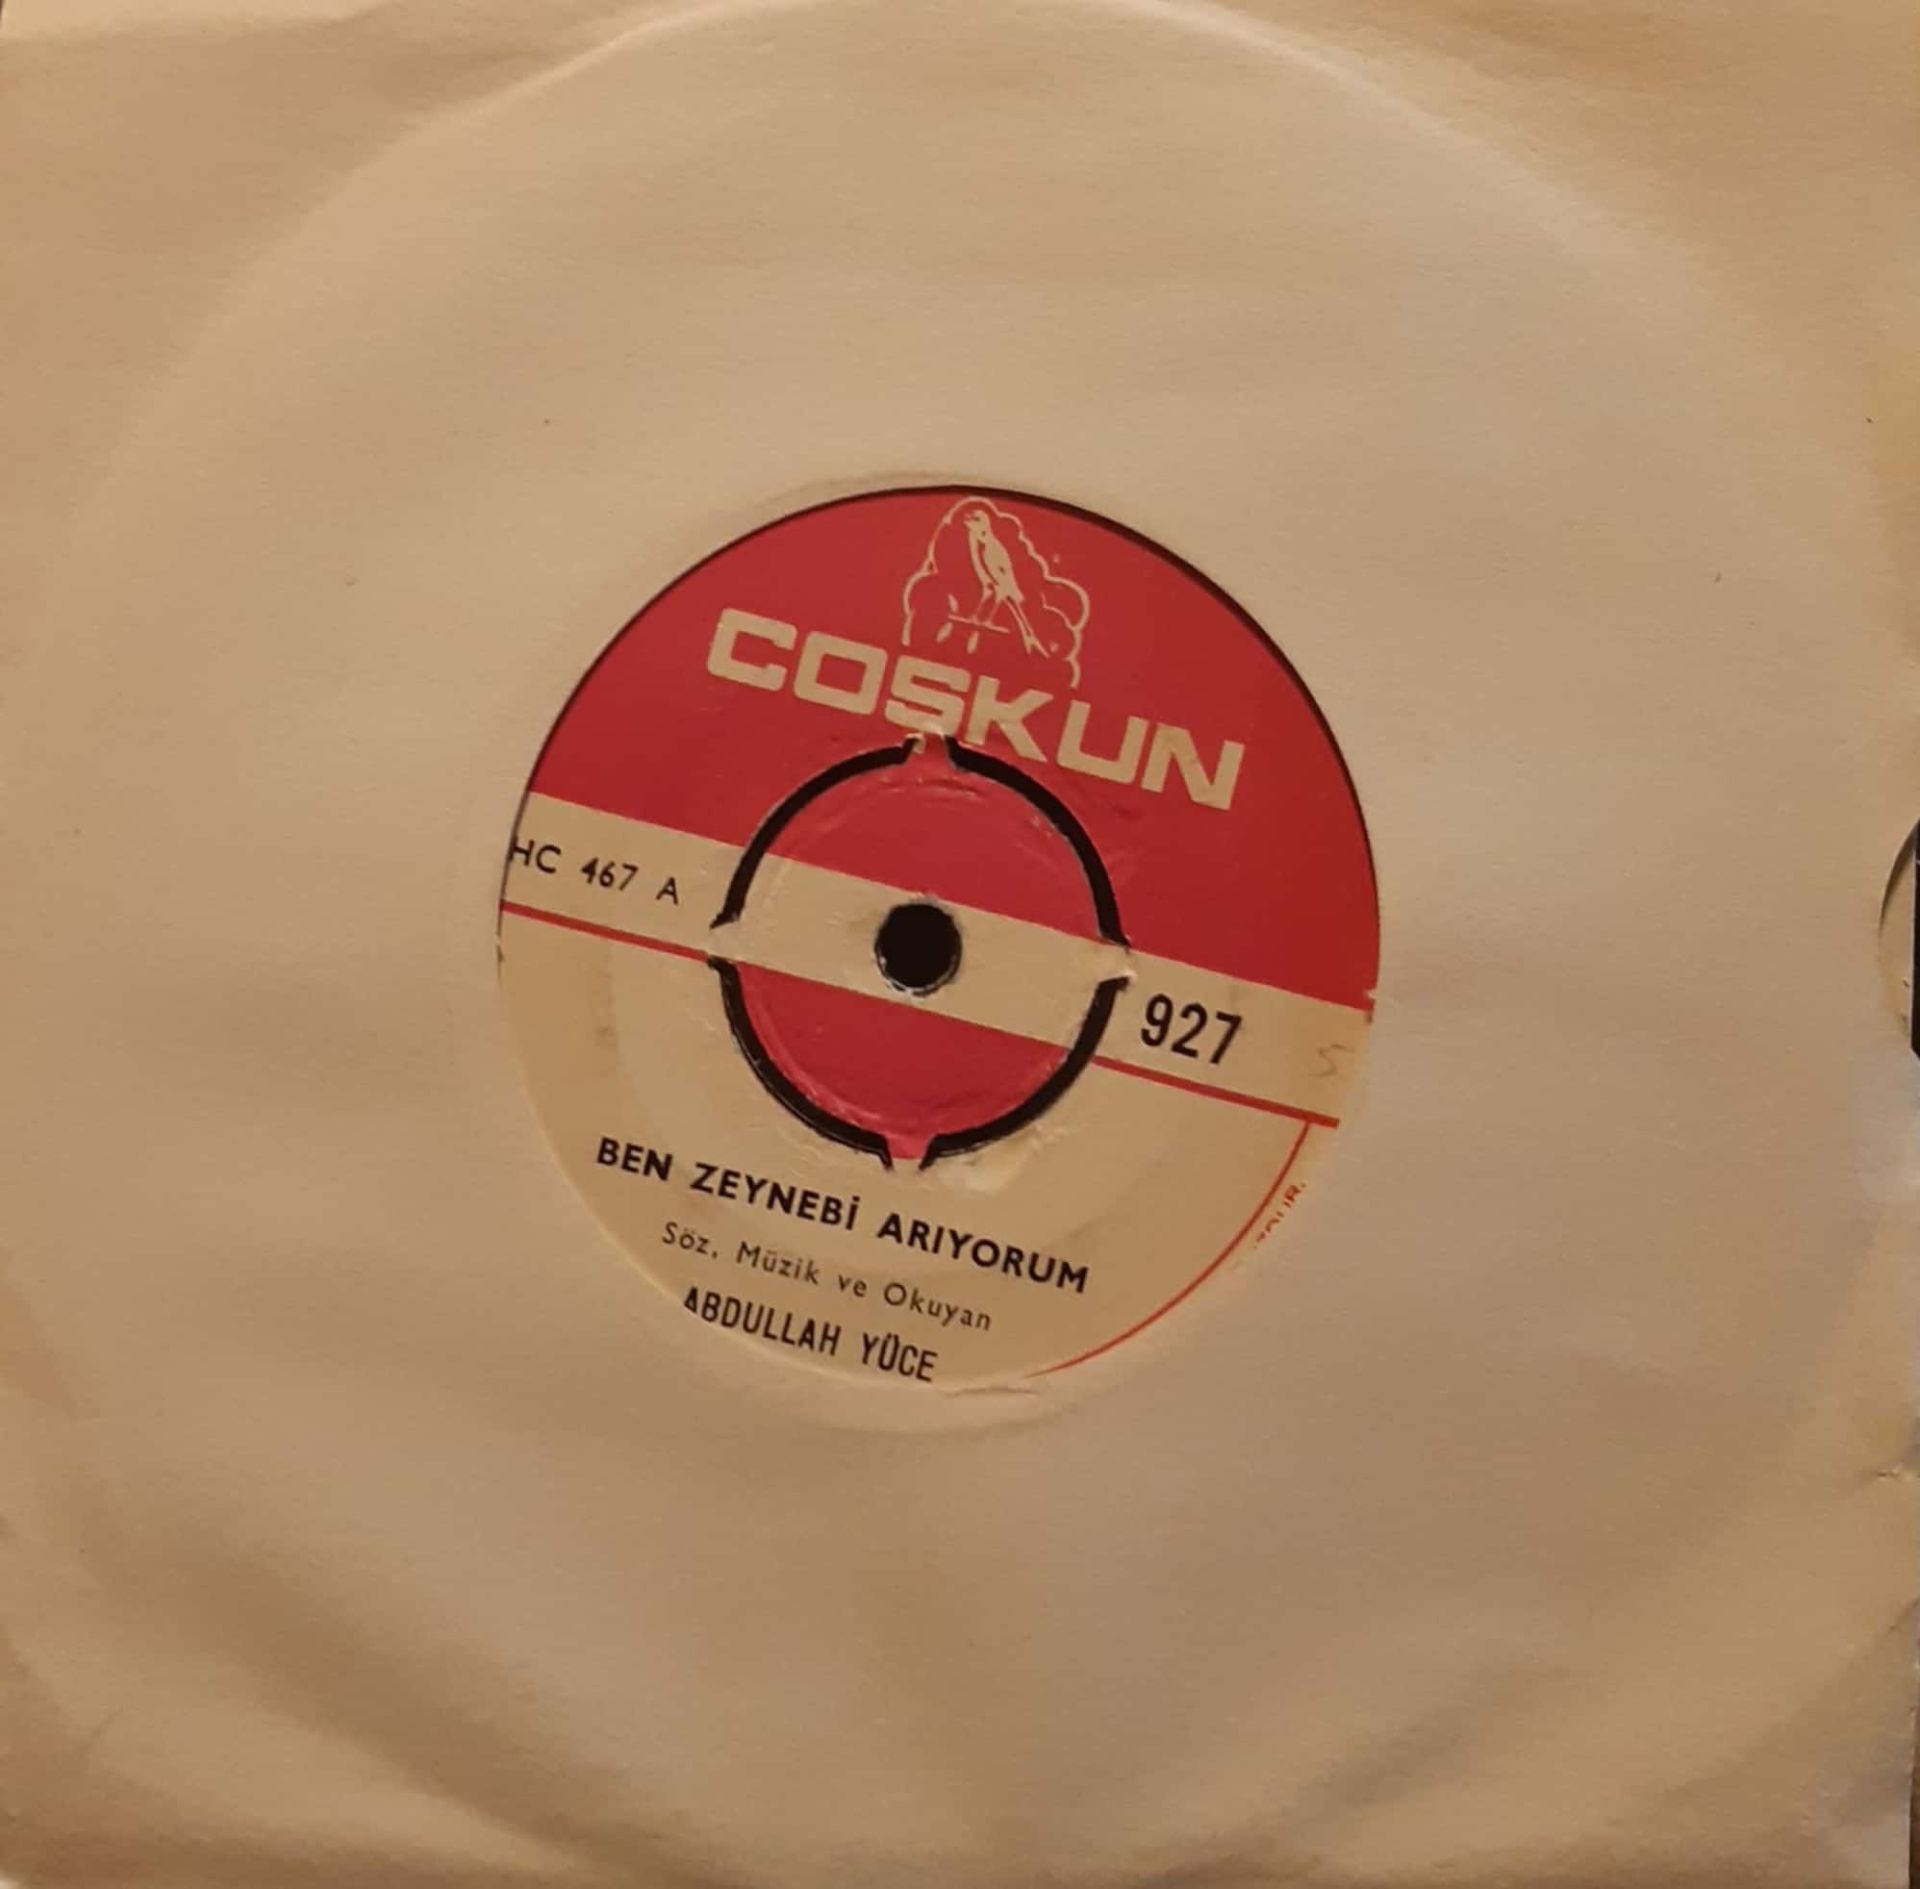 COŞKUN
HC 467 A
927
BEN ZEYNEBİ ARIYORUM
Söz, Müzik ve Okuyan
ABDULLAH YÜCE